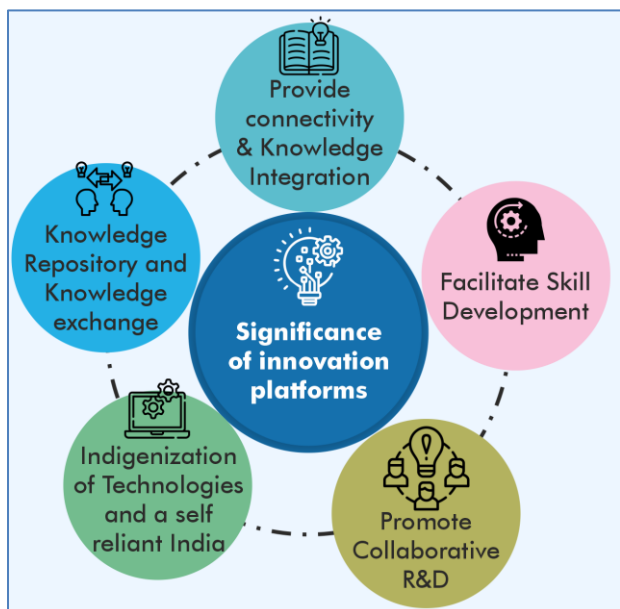 Provide
connectivity
& Knowledge
Integration
Knowledge
Repository and
Knowledge
exchange
Facilitate Skill
Development
Significance
of innovation
platforms
Indigenization
of Technologies
and a self
reliant India
Promote
Collaborative
R&D